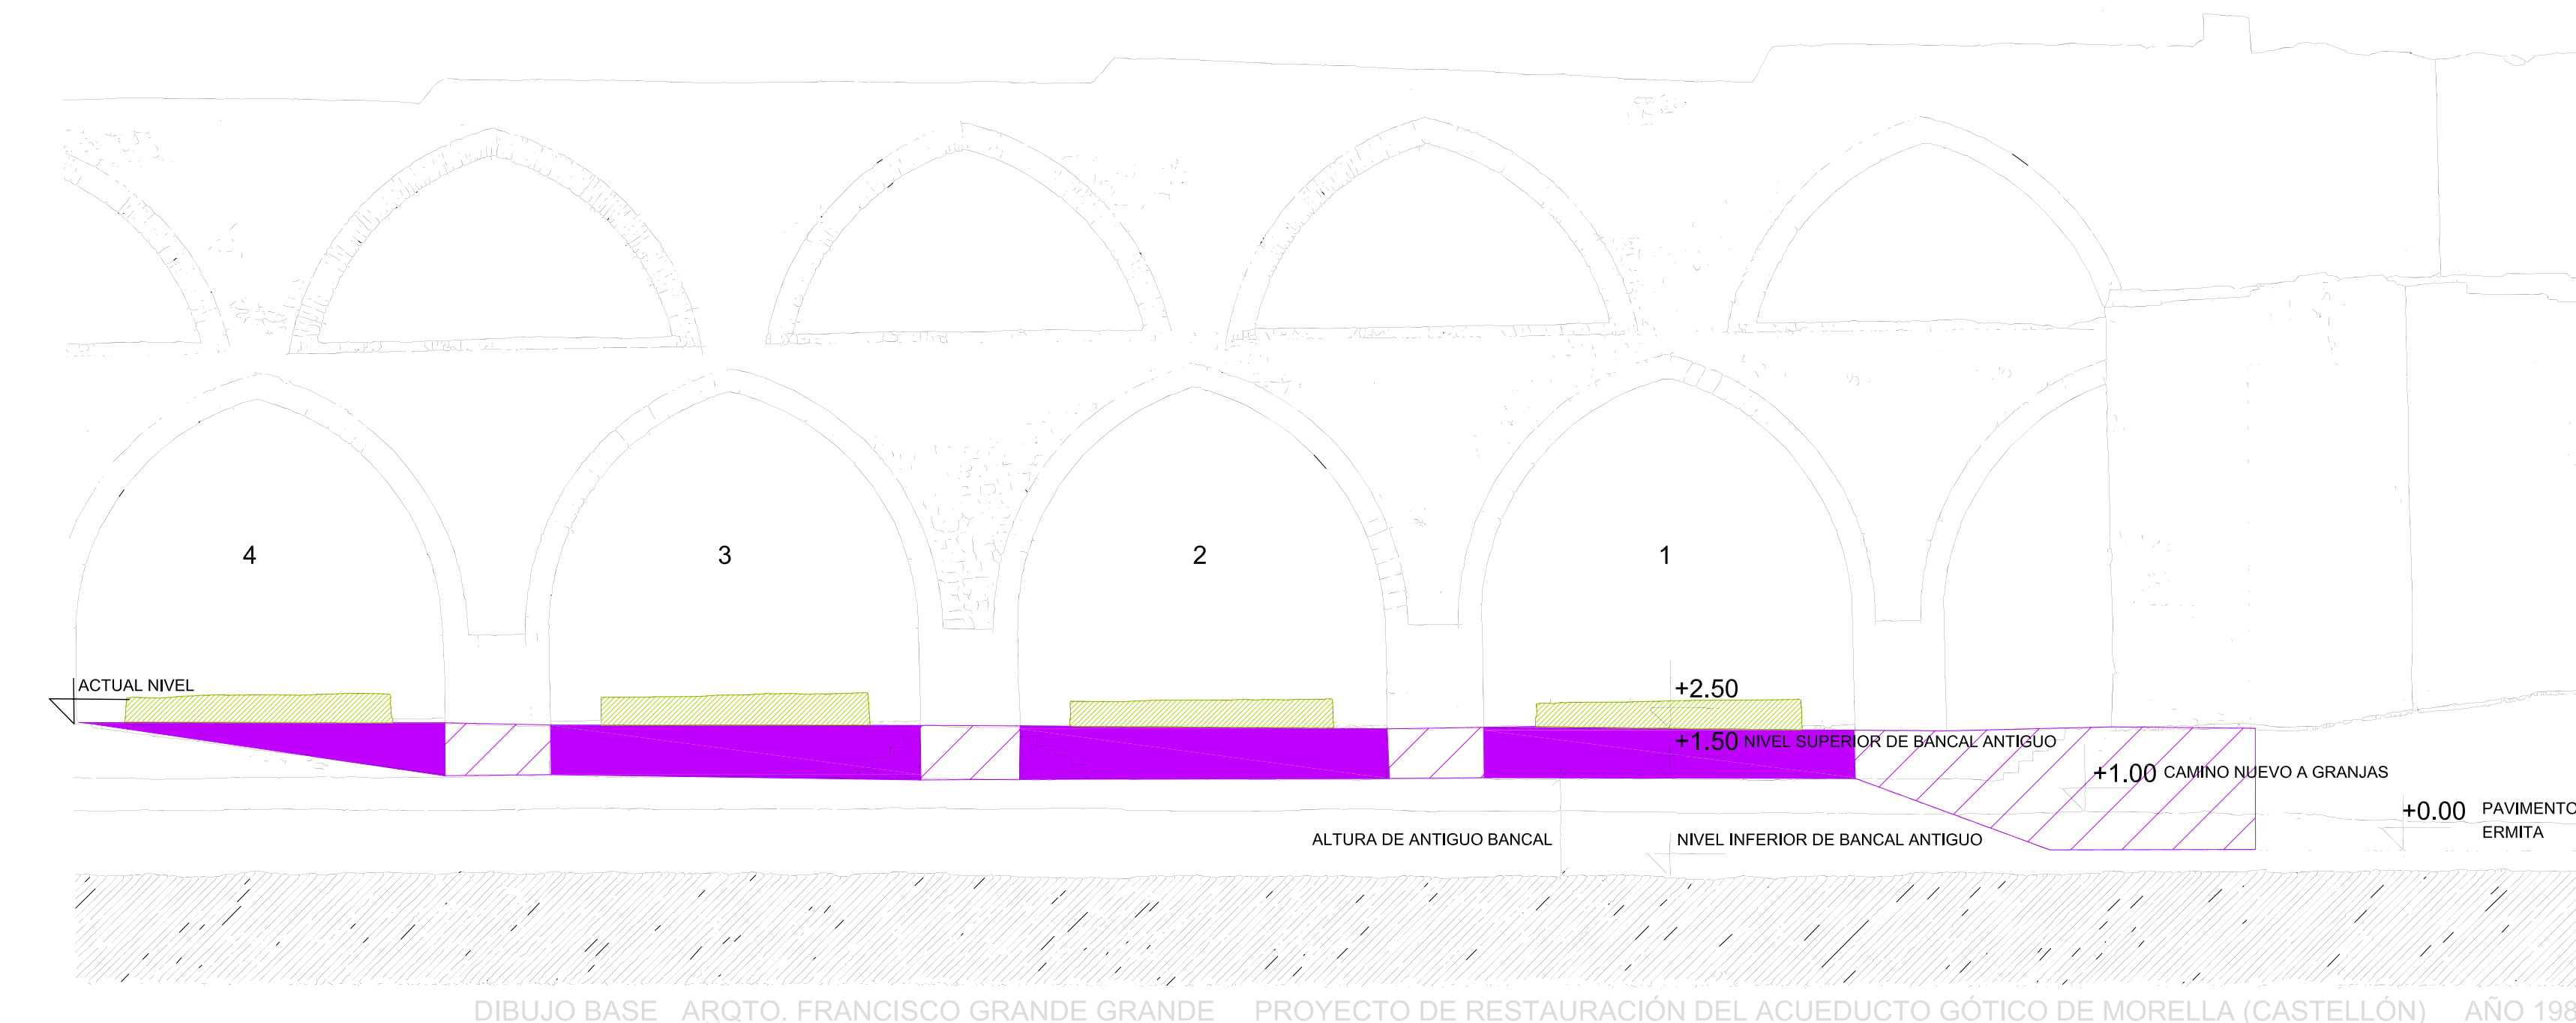 4
3
2
1
ACTUAL NIVEL
+2.50
+1.50 NIVEL SUPERIOR DE BANCAL ANTIGUO
+1.00 CAMINO NUEVO A GRANJAS
+0.00 PAVIMENTO
ERMITA
ALTURA DE ANTIGUO BANCAL
NIVEL INFERIOR DE BANCAL ANTIGUO
DIBUJO BASE ARQTO. FRANCISCO GRANDE GRANDE PROYECTO DE RESTAURACIÓN DEL ACUEDUCTO GÓTICO DE MORELLA (CASTELLÓN) AÑO 198